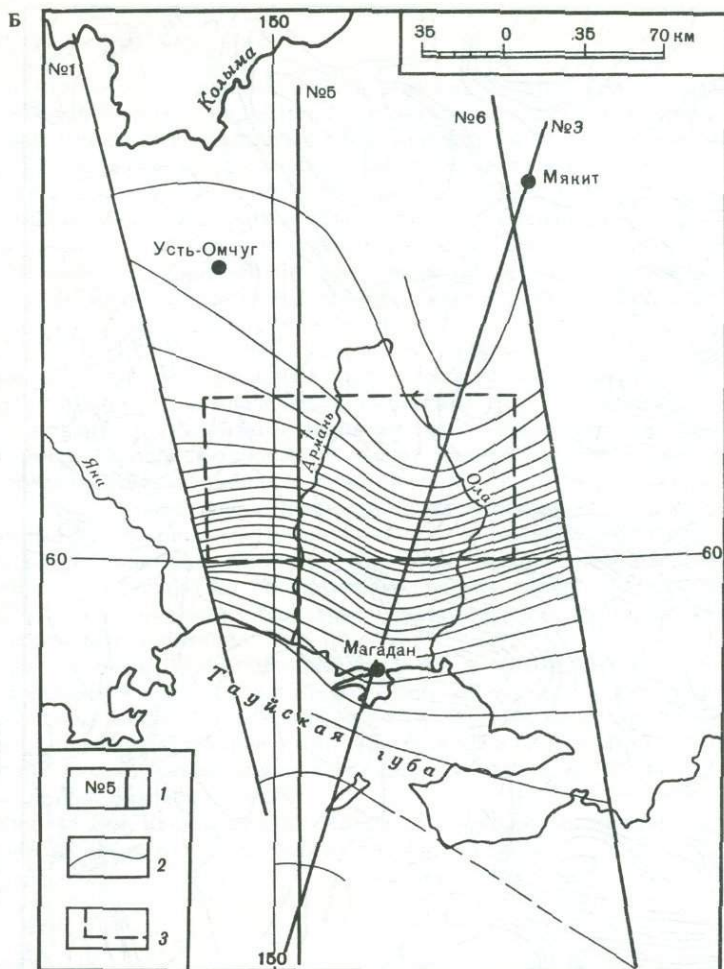 Б
150
35 0 35 70 км
№1
Колыма
№5
№6
№3
Мякит
Усть-Омчуг
Армань
Ола
Яна
60 60
Магадан
Тауйская губа
№5 1
2
3
150